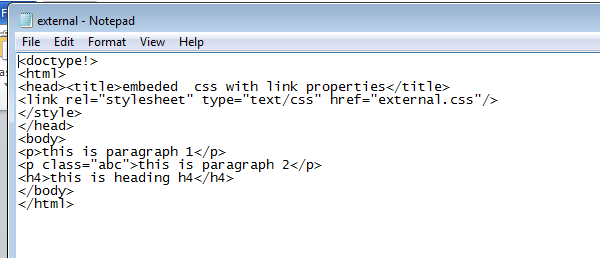 external - Notepad
File Edit Format View Help
<doctype!>
<html>
<head><title>embeded  css with link properties</title>
<link rel="stylesheet" type="text/css" href="external.css"/>
</style>
</head>
<body>
<p>this is paragraph 1</p>
<p class="abc">this is paragraph 2</p>
<h4>this is heading h4</h4>
</body>
</html>